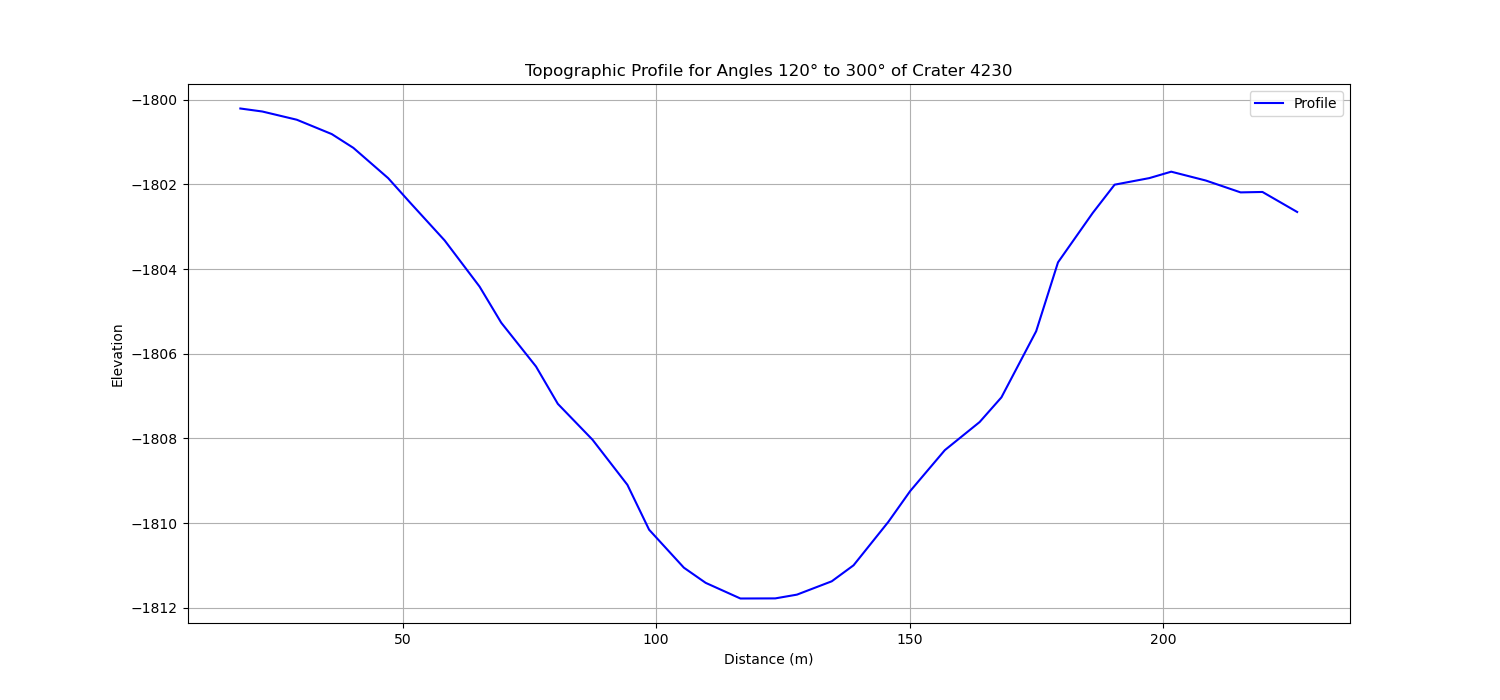 Topographic Profile for Angles 120° to 300° of Crater 4230
Profile
−1800
−1802
−1804
−1806
−1808
−1810
−1812
Elevation
50
100
150
200
Distance (m)